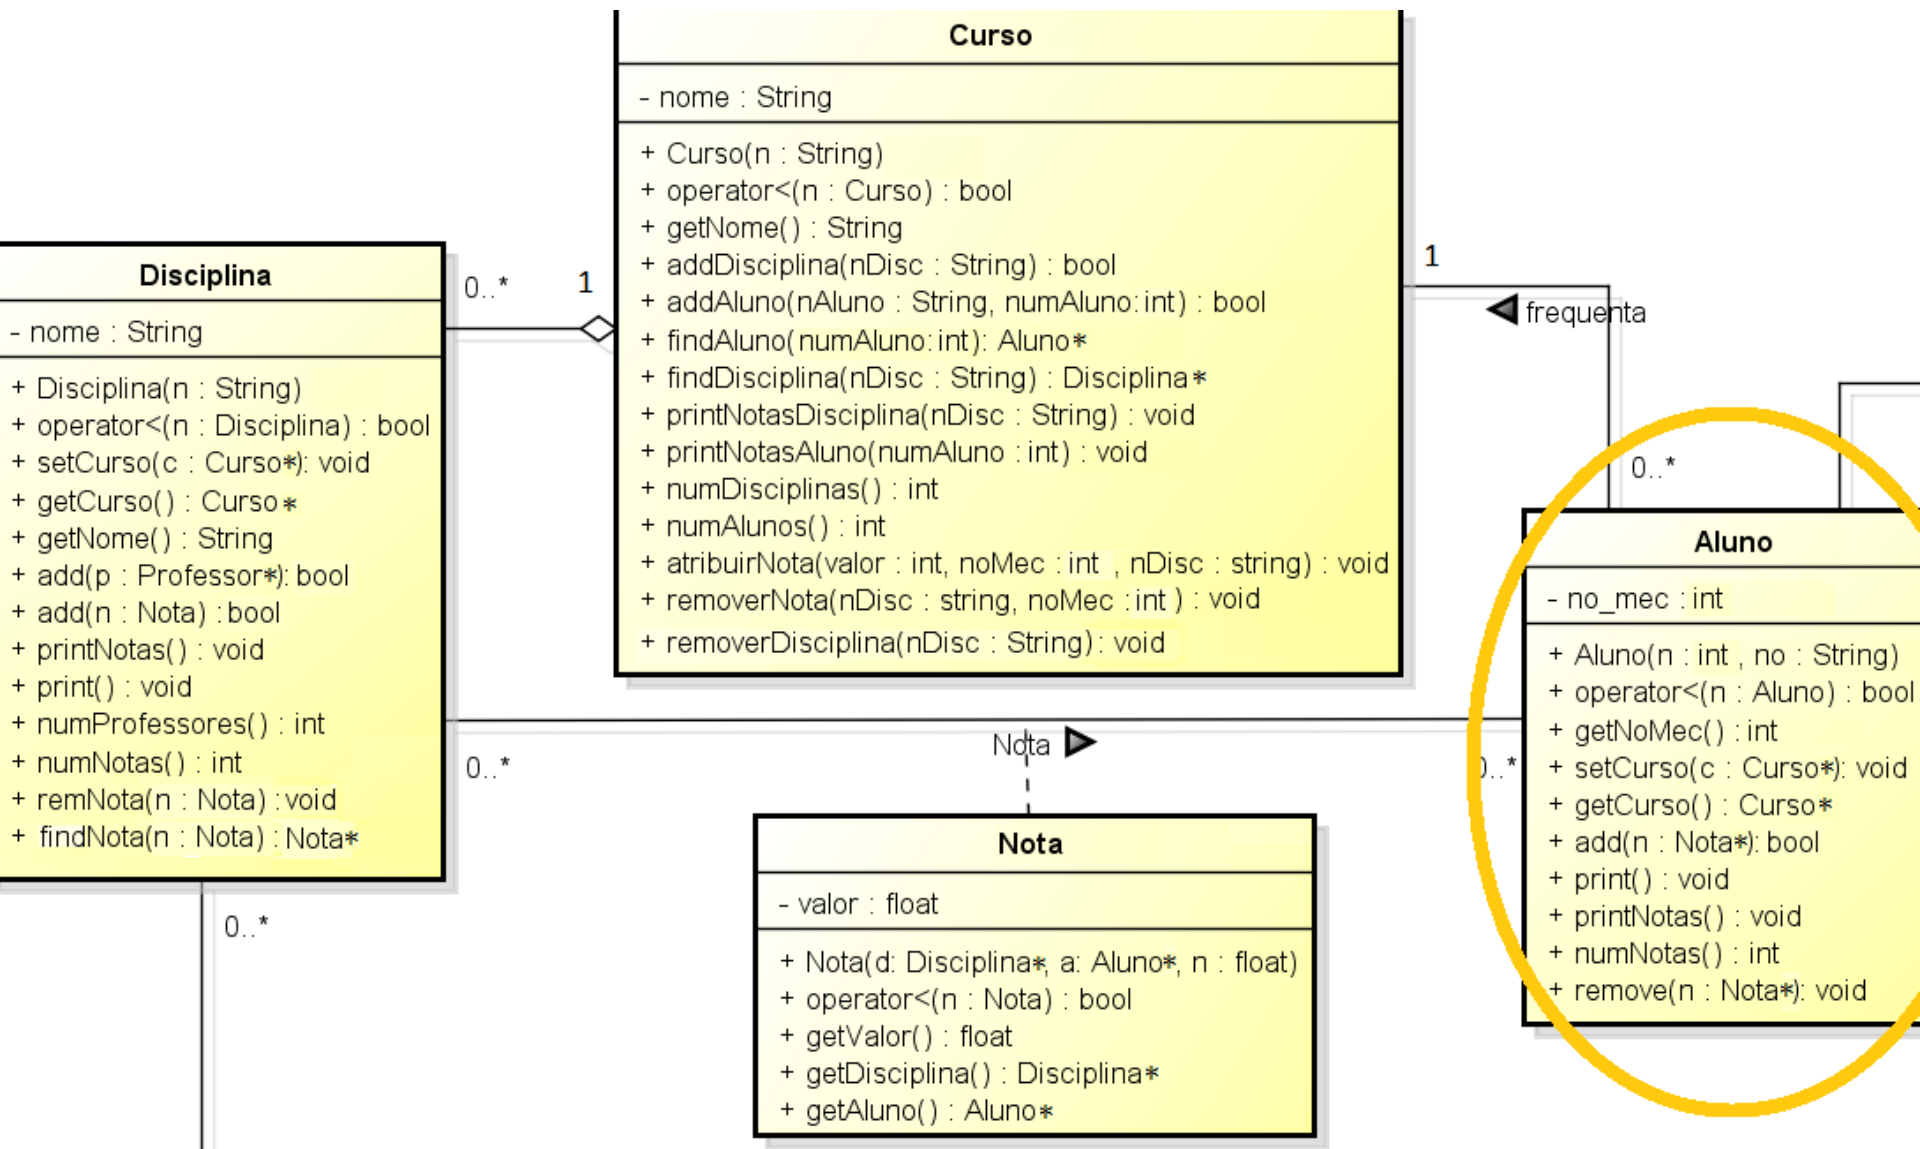 Curso
- nome : String
+ Curso(n : String)
+ operator<(n : Curso) : bool
+ getNome() : String
+ addDisciplina(nDisc : String) : bool
+ addAluno(nAluno : String, numAluno:int) : bool
+ findAluno(numAluno:int): Aluno*
+ findDisciplina(nDisc : String) : Disciplina*
+ printNotasDisciplina(nDisc : String) : void
+ printNotasAluno(numAluno : int) : void
+ numDisciplinas() : int
+ numAlunos() : int
+ atribuirNota(valor : int, noMec : int , nDisc : string) : void
+ removerNota(nDisc : string, noMec :int ) : void
+ removerDisciplina(nDisc : String): void
0..*
1
1
frequenta
0..*
Disciplina
- nome : String
+ Disciplina(n : String)
+ operator<(n : Disciplina) : bool
+ setCurso(c : Curso*): void
+ getCurso() : Curso*
+ getNome() : String
+ add(p : Professor*): bool
+ add(n : Nota) : bool
+ printNotas() : void
+ print() : void
+ numProfessores() : int
+ numNotas() : int
+ remNota(n : Nota) : void
+ findNota(n : Nota) : Nota*
0..*
Nota
0..*
0..*
Nota
- valor : float
+ Nota(d: Disciplina*, a: Aluno*, n : float)
+ operator<(n : Nota) : bool
+ getValor() : float
+ getDisciplina() : Disciplina*
+ getAluno() : Aluno*
Aluno
- no_mec : int
+ Aluno(n : int , no : String)
+ operator<(n : Aluno) : bool
+ getNoMec() : int
+ setCurso(c : Curso*): void
+ getCurso() : Curso*
+ add(n : Nota*): bool
+ print() : void
+ printNotas() : void
+ numNotas() : int
+ remove(n : Nota*): void